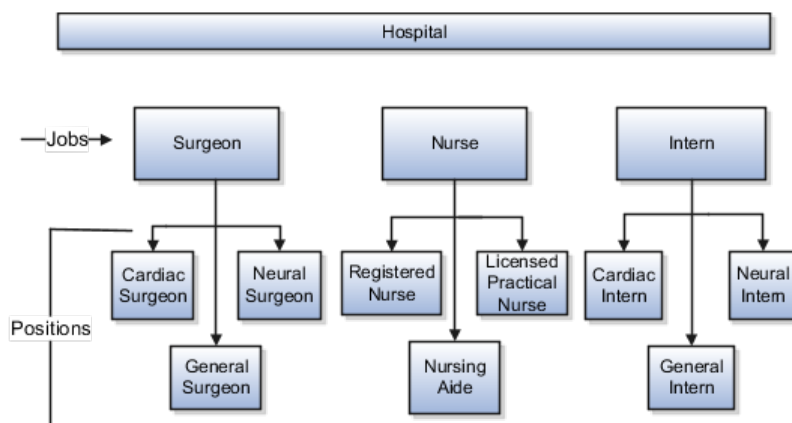 Hospital
Jobs
Surgeon
Nurse
Intern
Positions
Cardiac
Surgeon
Neural
Surgeon
General
Surgeon
Registered
Nurse
Licensed
Practical
Nurse
Nursing
Aide
Cardiac
Intern
Neural
Intern
General
Intern